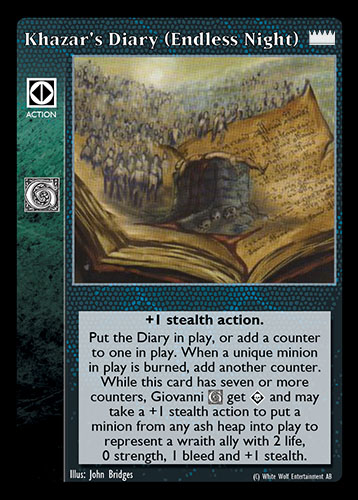 Khazar's Diary (Endless Night)
ACTION
+1 stealth action.
Put the Diary in play, or add a counter
to one in play. When a unique minion
in play is burned, add another counter.
While this card has seven or more
counters, Giovanni get and may
take a +1 stealth action to put a
minion from any ash heap into play to
represent a wraith ally with 2 life,
0 strength, 1 bleed and +1 stealth.
Illus: John Bridges
(C) White Wolf Entertainment AB